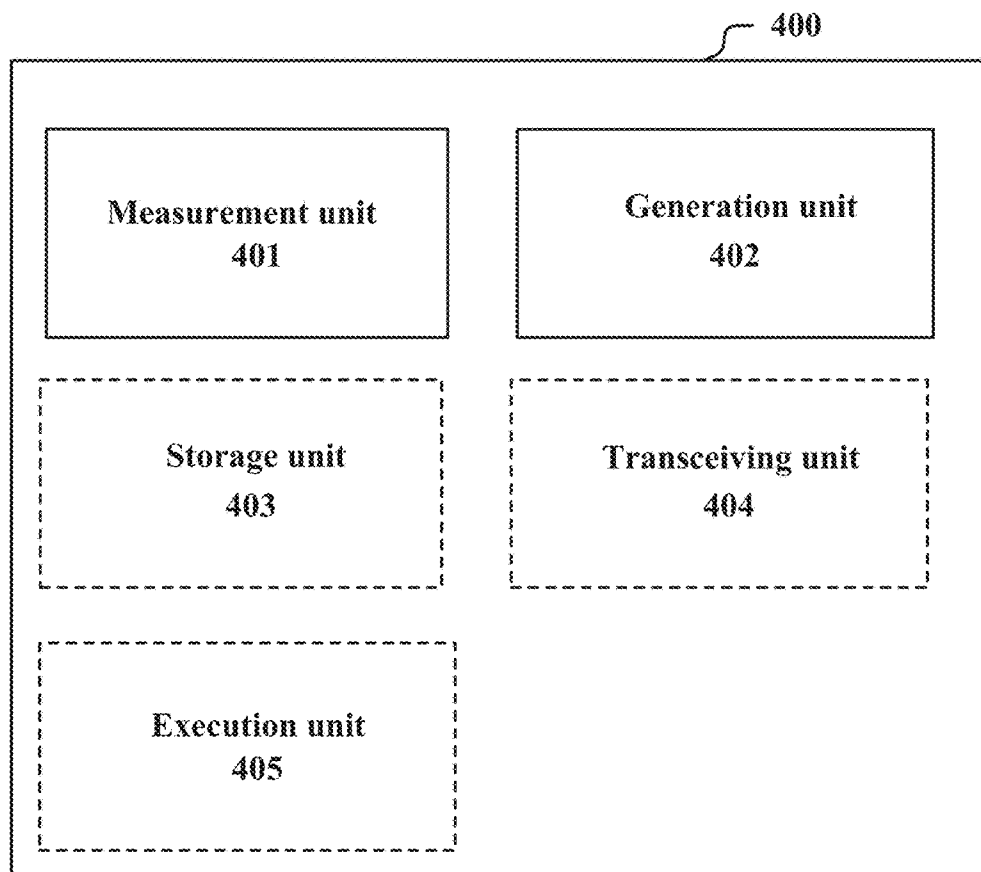 400
Measurement unit
401
Generation unit
402
Storage unit
403
Transceiving unit
404
Execution unit
405